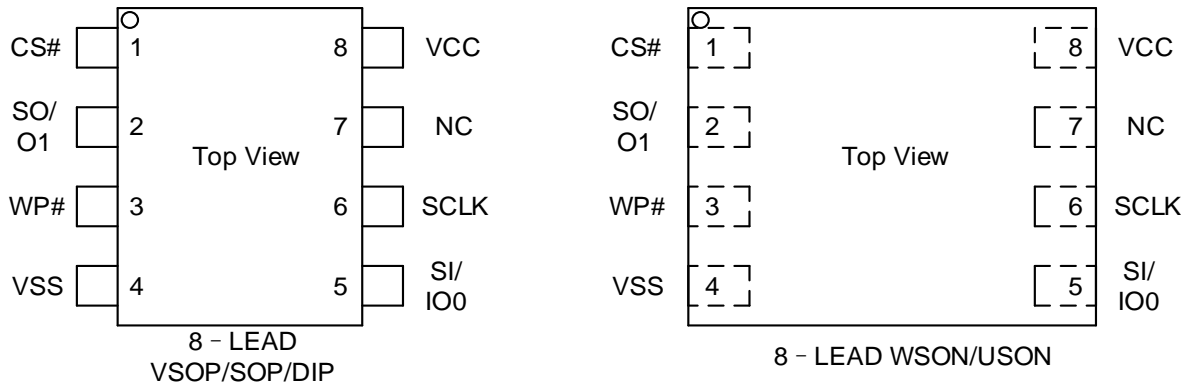 CS#
1
8
VCC
SO/
O1
2
7
NC
Top View
WP#
3
6
SCLK
VSS
4
5
SI/
IO0
8 – LEAD
VSOP/SOP/DIP
CS#
1
8
VCC
SO/
O1
2
7
NC
Top View
WP#
3
6
SCLK
VSS
4
5
SI/
IO0
8 – LEAD WSON/USON